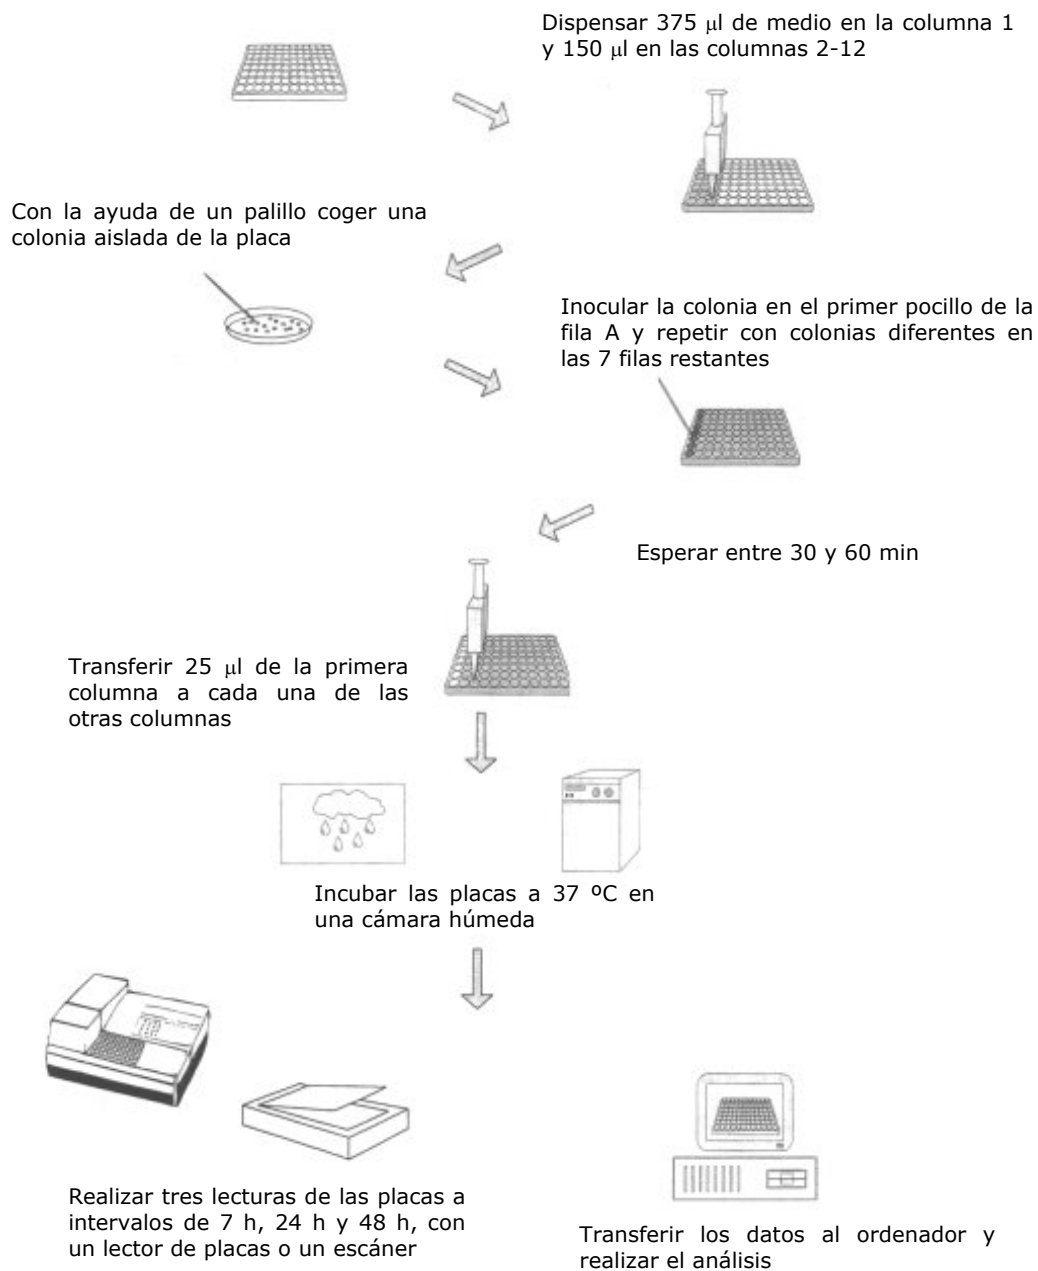 Dispensar 375 μl de medio en la columna 1
y 150 μl en las columnas 2-12
Con la ayuda de un palillo coger una
colonia aislada de la placa
Inocular la colonia en el primer pocillo de la
fila A y repetir con colonias diferentes en
las 7 filas restantes
Esperar entre 30 y 60 min
Transferir 25 μl de la primera
columna a cada una de las
otras columnas
Incubar las placas a 37 ºC en
una cámara húmeda
Realizar tres lecturas de las placas a
intervalos de 7 h, 24 h y 48 h, con
un lector de placas o un escáner
Transferir los datos al ordenador y
realizar el análisis